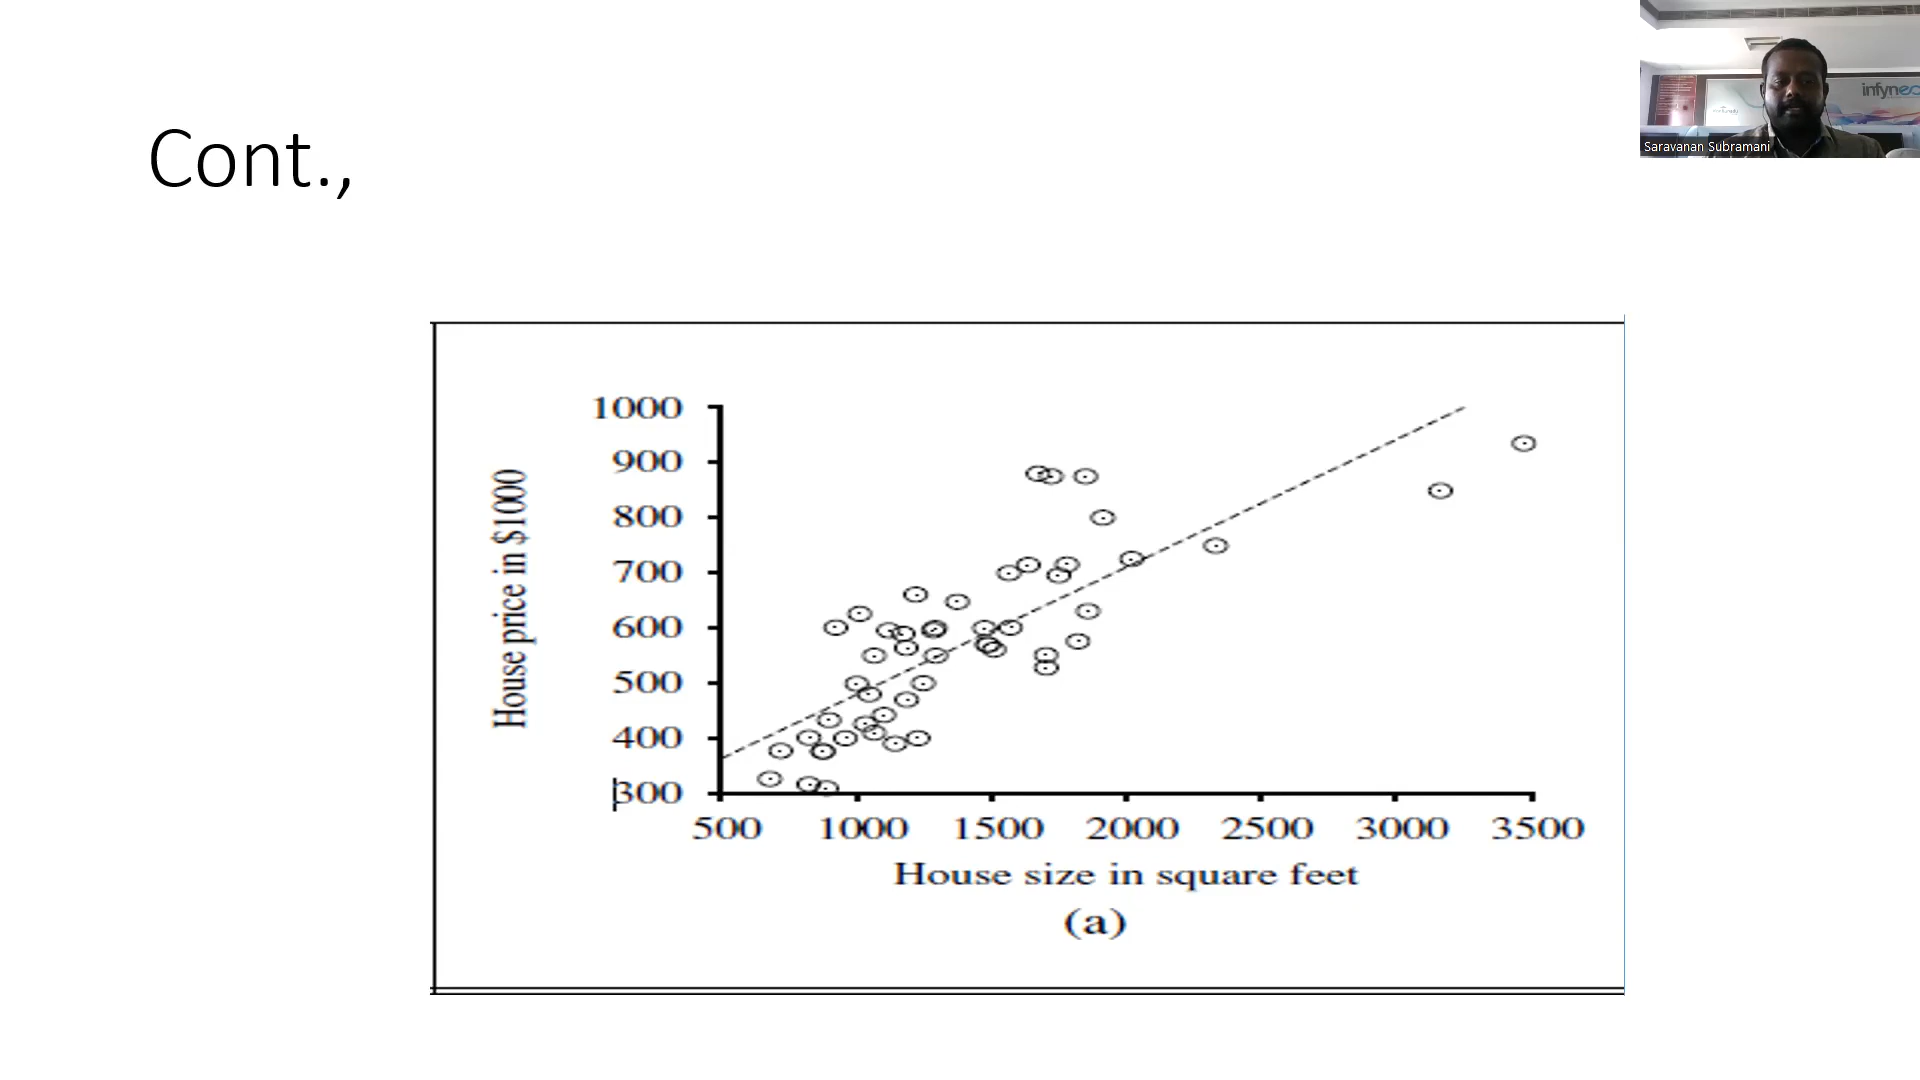 Cont.,
infyneo
Saravanan Subramani
House price in $1000
1000
900
800
700
600
500
400
300
500 1000 1500 2000 2500 3000 3500
House size in square feet
(a)